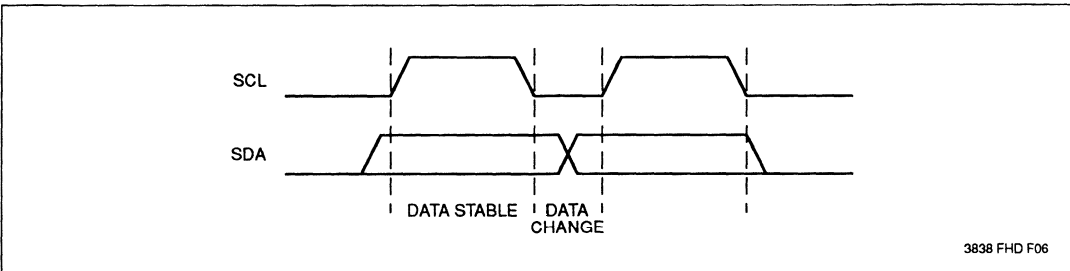 SCL
SDA
DATA STABLE
DATA
CHANGE
3838 FHD F06